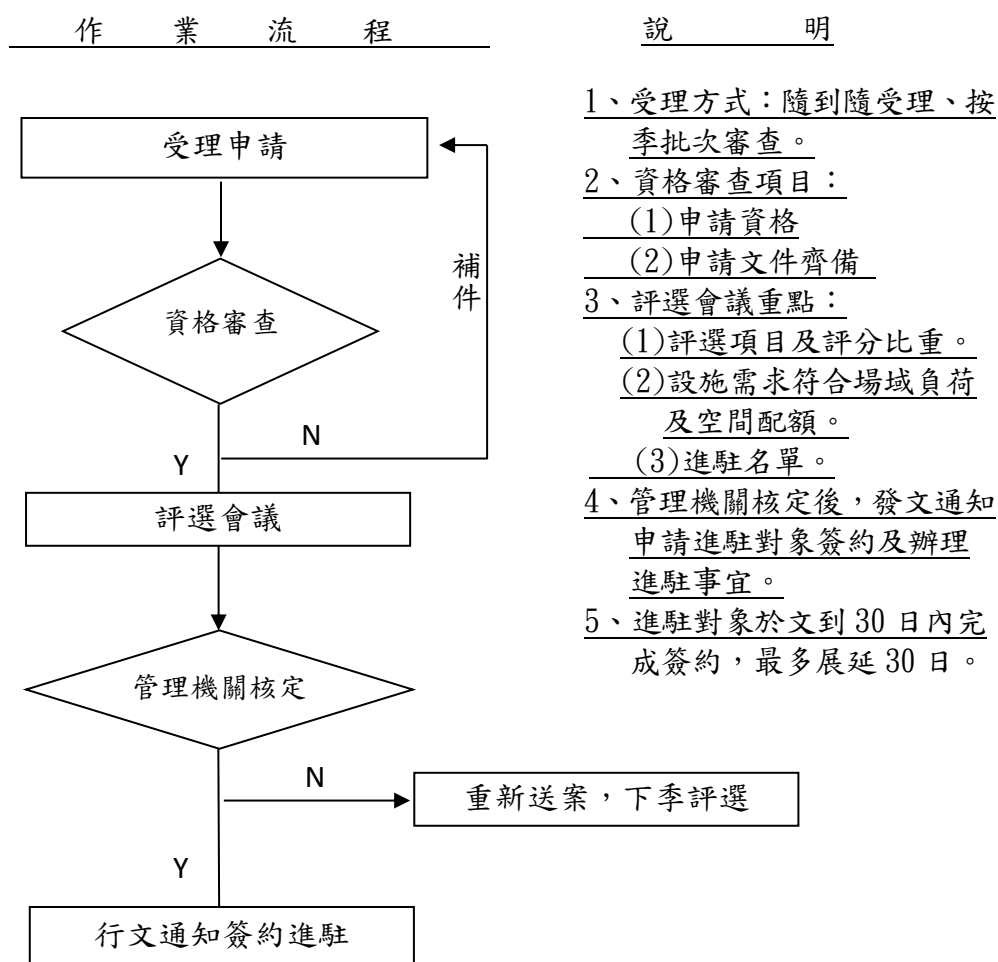 作業流程
受理申請
補件
資格審查
N
Y
評選會議
管理機關核定
N
重新送案，下季評選
Y
行文通知簽約進駐
說明
1、受理方式：隨到隨受理、按
季批次審查。
2、資格審查項目：
(1)申請資格
(2)申請文件齊備
3、評選會議重點：
(1)評選項目及評分比重。
(2)設施需求符合場域負荷
及空間配額。
(3)進駐名單。
4、管理機關核定後，發文通知
申請進駐對象簽約及辦理
進駐事宜。
5、進駐對象於文到 30 日內完
成簽約，最多展延 30 日。